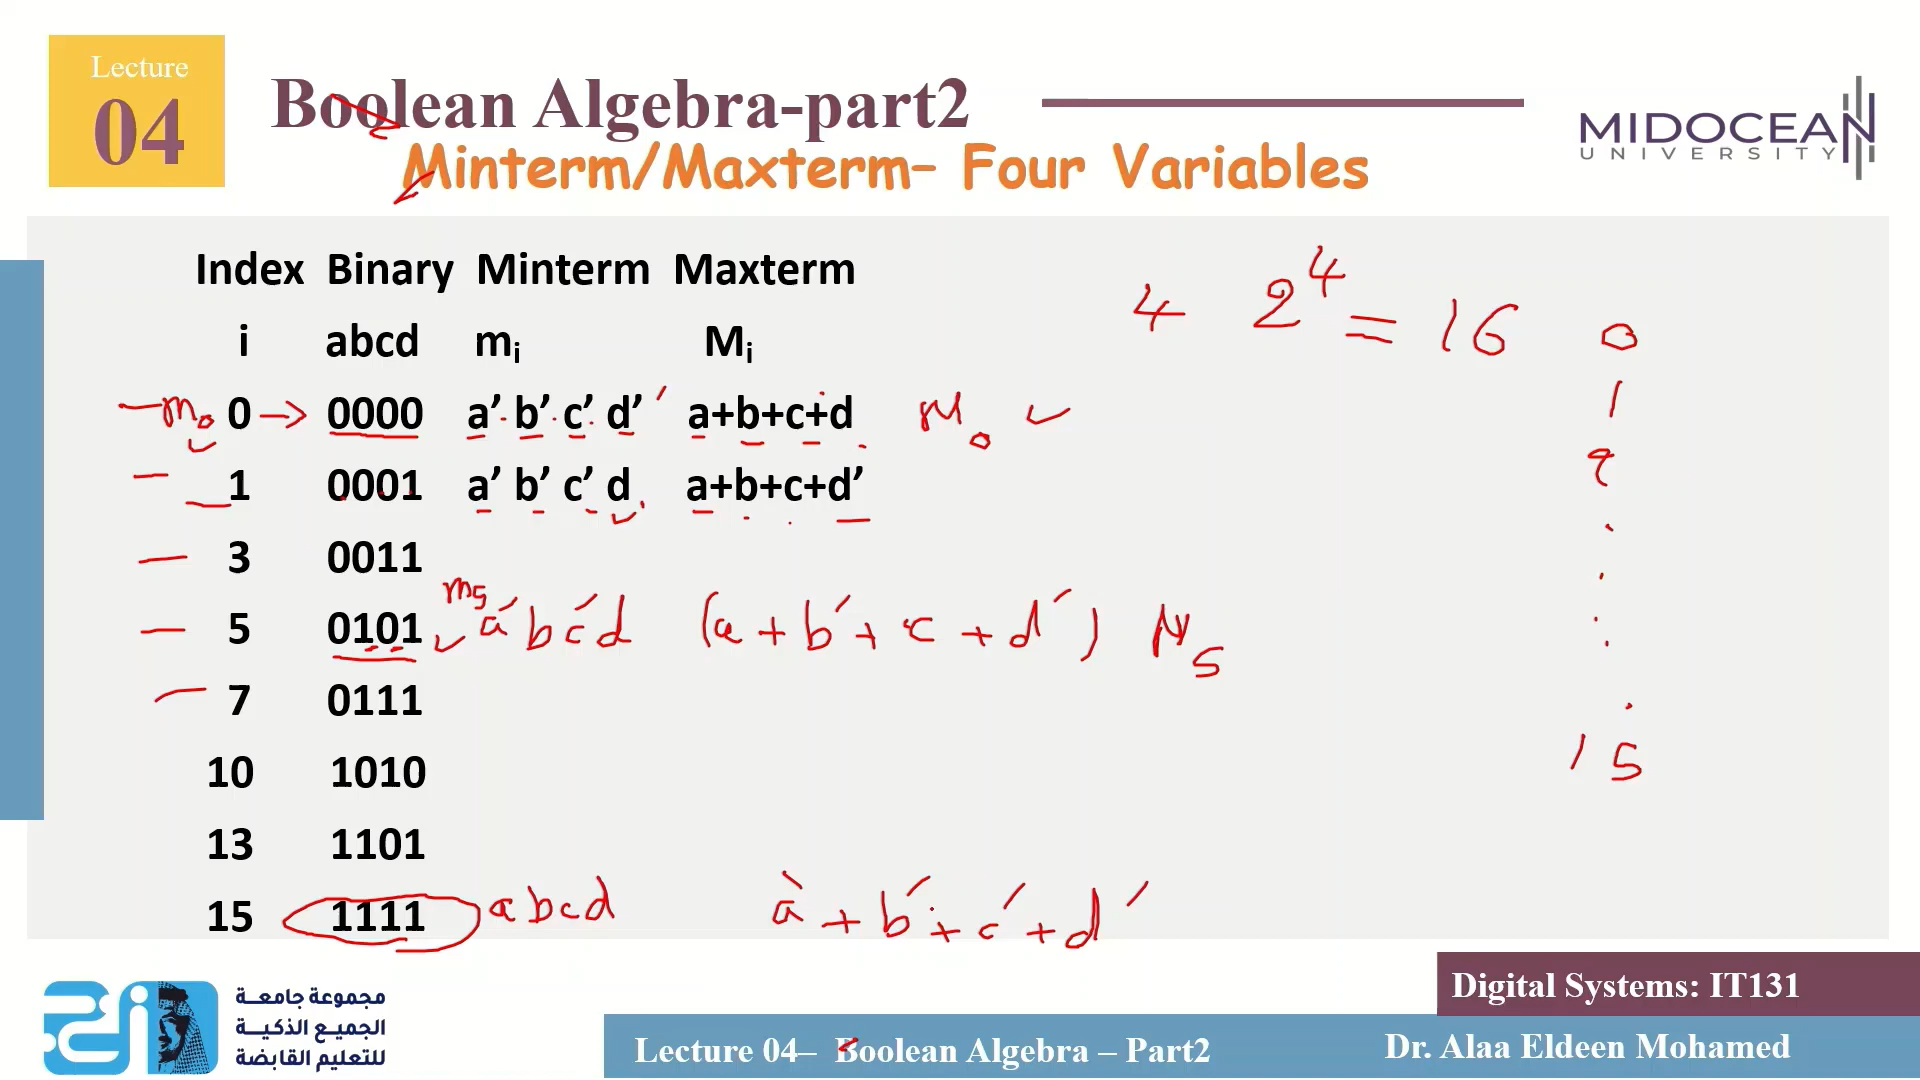 Lecture
04
Boolean Algebra-part2
Minterm/Maxterm– Four Variables
MIDOCEAN
UNIVERSITY
Index Binary Minterm Maxterm
i abcd mi Mi
4 2^4 = 16
m0 0 → 0000 a’ b’ c’ d’ a+b+c+d M0
1 0001 a’ b’ c’ d a+b+c+d’
3 0011
5 0101 m5 a'bc'd (a + b' + c + d') M5
7 0111
10 1010
13 1101
15 1111 abcd a' + b' + c' + d'
0
1
.
.
.
.
.
15
مجموعة جامعة
الجميع الذكية
للتعليم القابضة
Digital Systems: IT131
Lecture 04– Boolean Algebra – Part2
Dr. Alaa Eldeen Mohamed